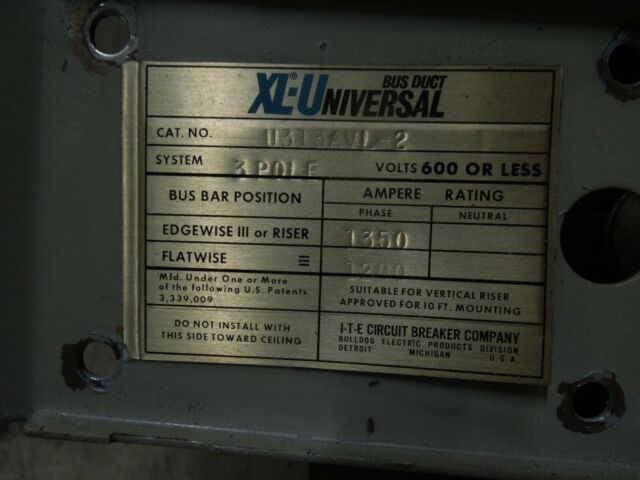 XL®-UNIVERSAL BUS DUCT
CAT. NO. U313AVL-2
SYSTEM 3 POLE VOLTS 600 OR LESS
BUS BAR POSITION AMPERE RATING
PHASE NEUTRAL
EDGEWISE III or RISER 1350
FLATWISE ☰ 1200
Mfd. Under One or More
of the following U.S. Patents
3,339,009
SUITABLE FOR VERTICAL RISER
APPROVED FOR 10 FT. MOUNTING
DO NOT INSTALL WITH
THIS SIDE TOWARD CEILING
I-T-E CIRCUIT BREAKER COMPANY
BULLDOG ELECTRIC PRODUCTS DIVISION
DETROIT MICHIGAN U.S.A